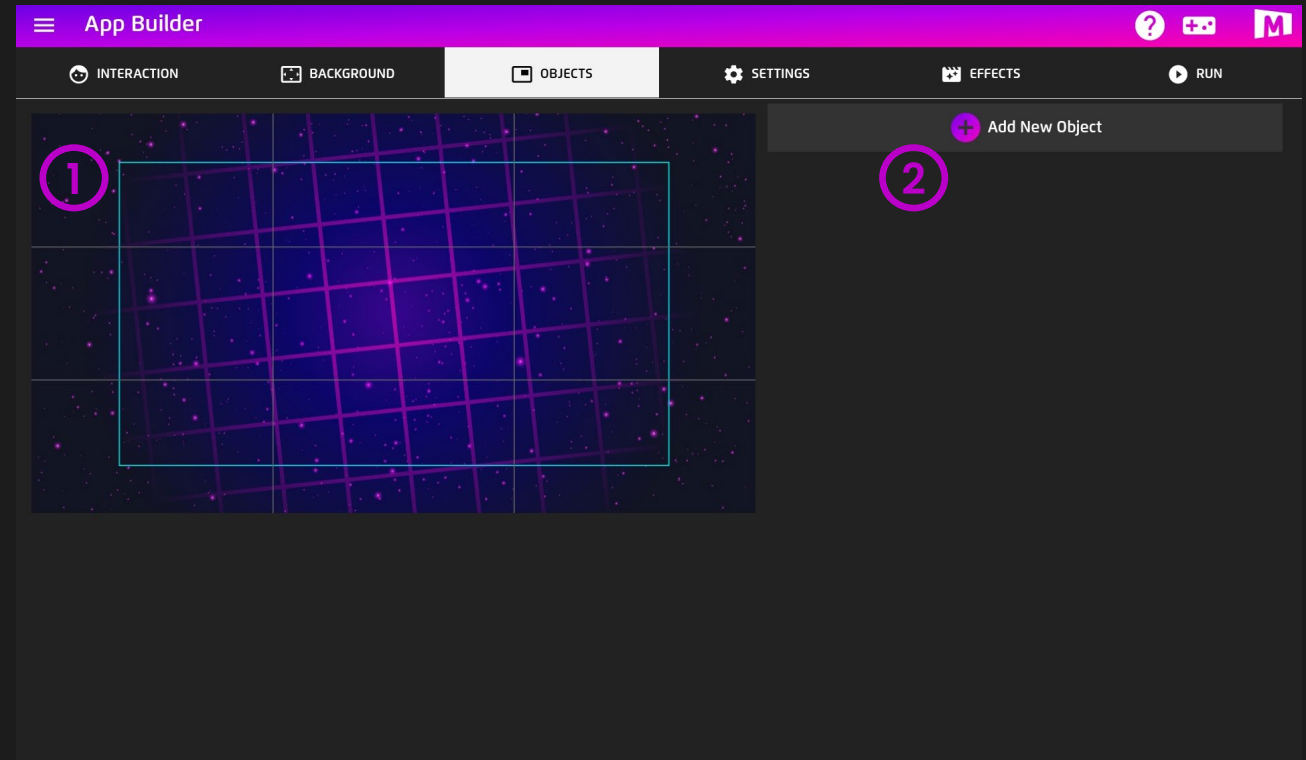 App Builder
? M
INTERACTION BACKGROUND OBJECTS SETTINGS EFFECTS RUN
Add New Object
1 2